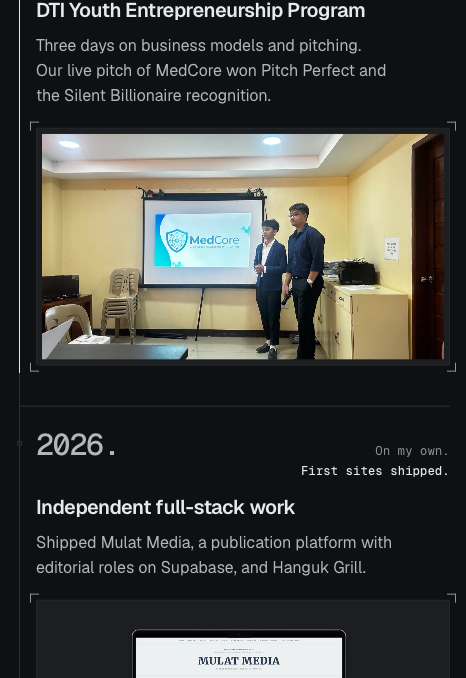 DTI Youth Entrepreneurship Program
Three days on business models and pitching.
Our live pitch of MedCore won Pitch Perfect and
the Silent Billionaire recognition.
MedCore
2026.
On my own.
First sites shipped.
Independent full-stack work
Shipped Mulat Media, a publication platform with
editorial roles on Supabase, and Hanguk Grill.
MULAT MEDIA